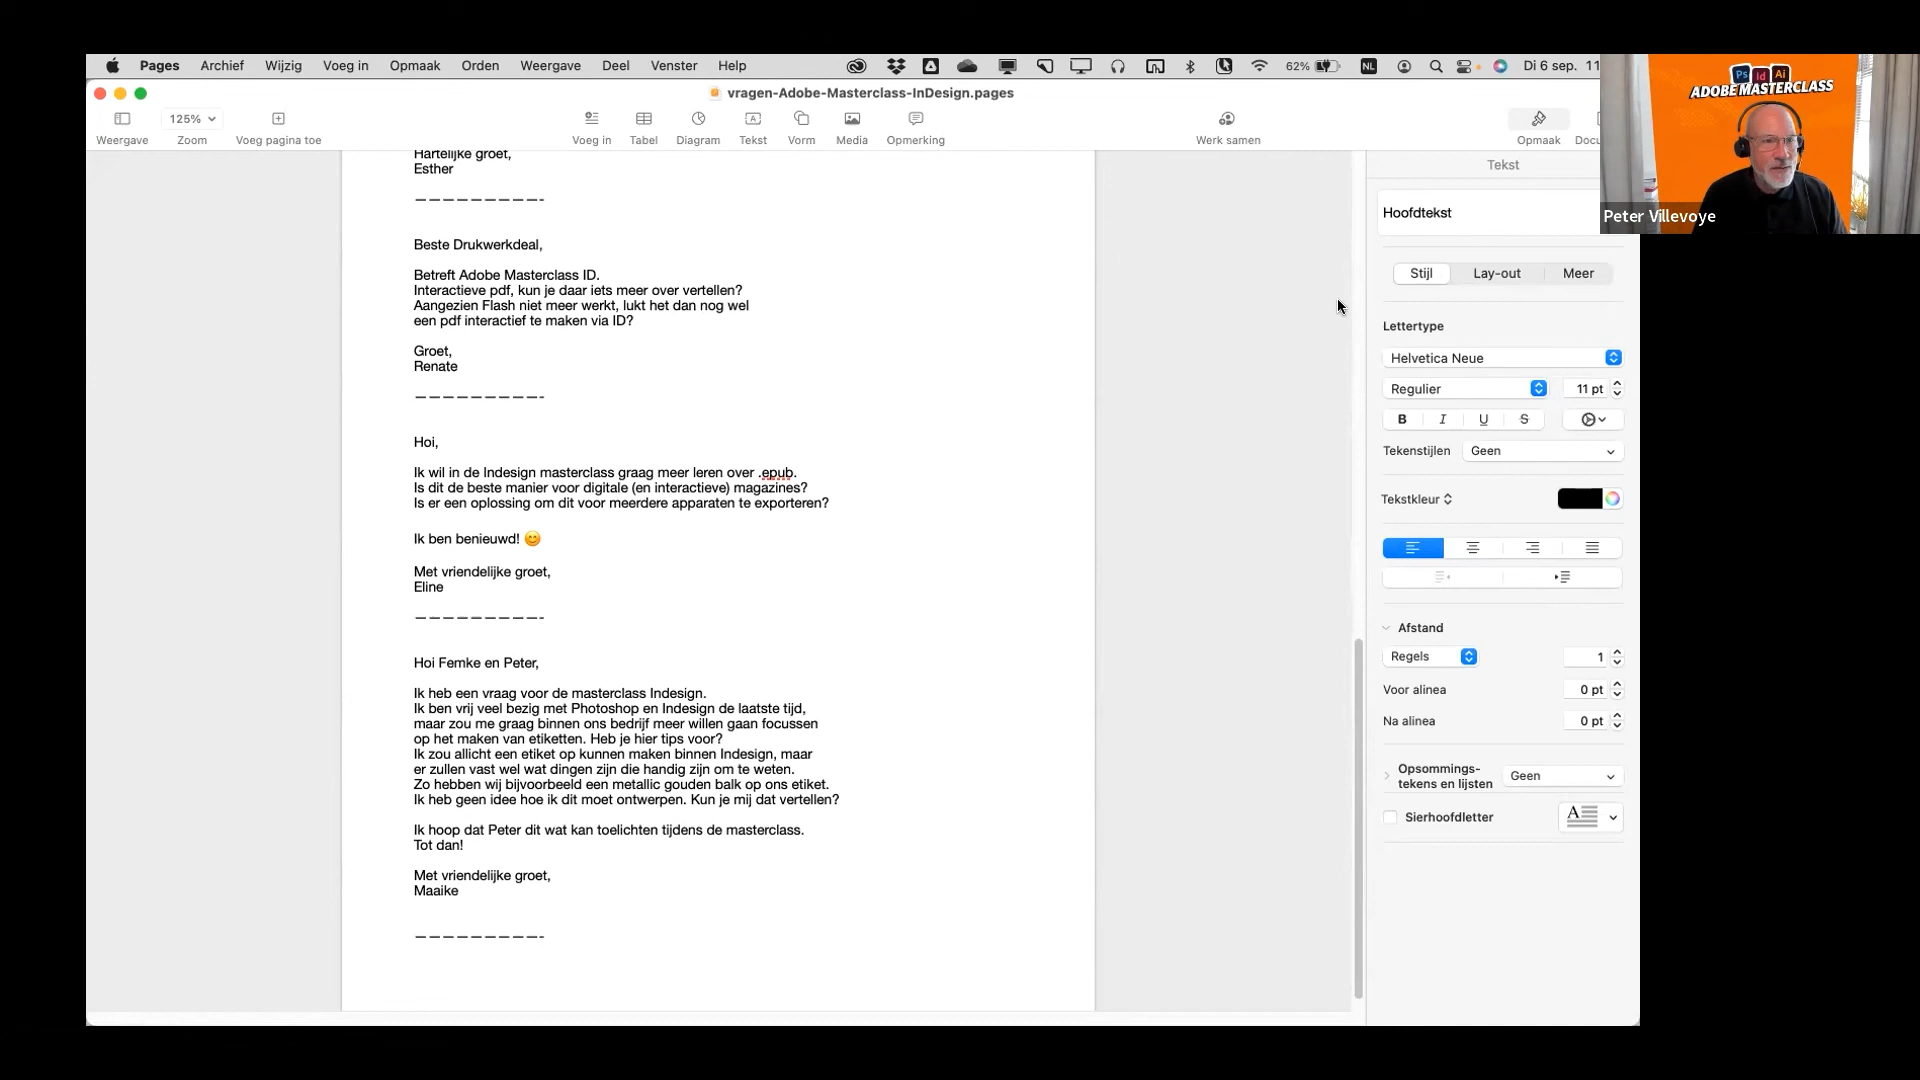 Pages Archief Wijzig Voeg in Opmaak Orden Weergave Deel Venster Help 62% NL Di 6 sep. 11
vragen-Adobe-Masterclass-InDesign.pages
125%
Weergave Zoom Voeg pagina toe Voeg in Tabel Diagram Tekst Vorm Media Opmerking Werk samen Opmaak Docu
Ps Id Ai
ADOBE MASTERCLASS
Peter Villevoye
Hartelijke groet,
Esther
—————————-
Beste Drukwerkdeal,
Betreft Adobe Masterclass ID.
Interactieve pdf, kun je daar iets meer over vertellen?
Aangezien Flash niet meer werkt, lukt het dan nog wel
een pdf interactief te maken via ID?
Groet,
Renate
—————————-
Hoi,
Ik wil in de Indesign masterclass graag meer leren over .epub.
Is dit de beste manier voor digitale (en interactieve) magazines?
Is er een oplossing om dit voor meerdere apparaten te exporteren?
Ik ben benieuwd! 😊
Met vriendelijke groet,
Eline
—————————-
Hoi Femke en Peter,
Ik heb een vraag voor de masterclass Indesign.
Ik ben vrij veel bezig met Photoshop en Indesign de laatste tijd,
maar zou me graag binnen ons bedrijf meer willen gaan focussen
op het maken van etiketten. Heb je hier tips voor?
Ik zou allicht een etiket op kunnen maken binnen Indesign, maar
er zullen vast wel wat dingen zijn die handig zijn om te weten.
Zo hebben wij bijvoorbeeld een metallic gouden balk op ons etiket.
Ik heb geen idee hoe ik dit moet ontwerpen. Kun je mij dat vertellen?
Ik hoop dat Peter dit wat kan toelichten tijdens de masterclass.
Tot dan!
Met vriendelijke groet,
Maaike
—————————-
Tekst
Hoofdtekst
Stijl Lay-out Meer
Lettertype
Helvetica Neue
Regulier 11 pt
B I U S
Tekenstijlen Geen
Tekstkleur
Afstand
Regels 1
Voor alinea 0 pt
Na alinea 0 pt
Opsommings-
tekens en lijsten Geen
Sierhoofdletter A